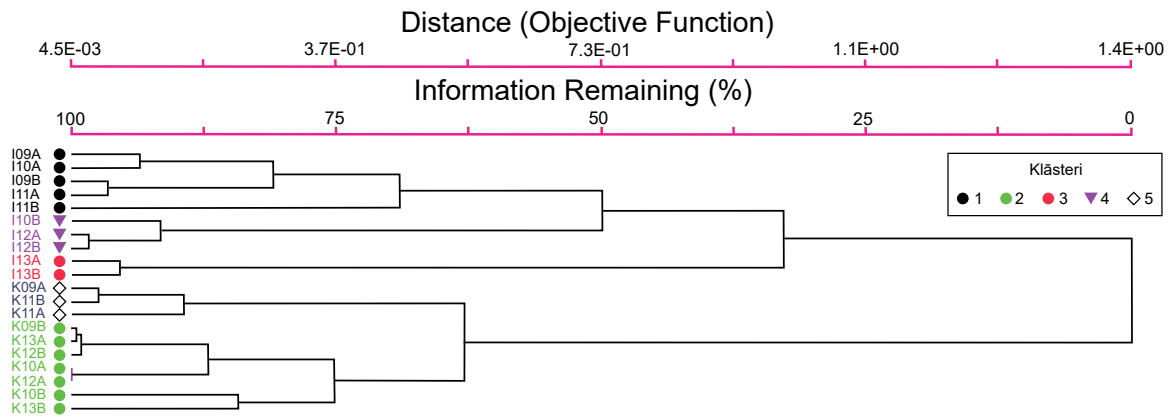 Distance (Objective Function)
4.5E-03 3.7E-01 7.3E-01 1.1E+00 1.4E+00
Information Remaining (%)
100 75 50 25 0
I09A
I10A
I09B
I11A
I11B
I10B
I12A
I12B
I13A
I13B
K09A
K11B
K11A
K09B
K13A
K12B
K10A
K12A
K10B
K13B
Klästeri
1 2 3 4 5